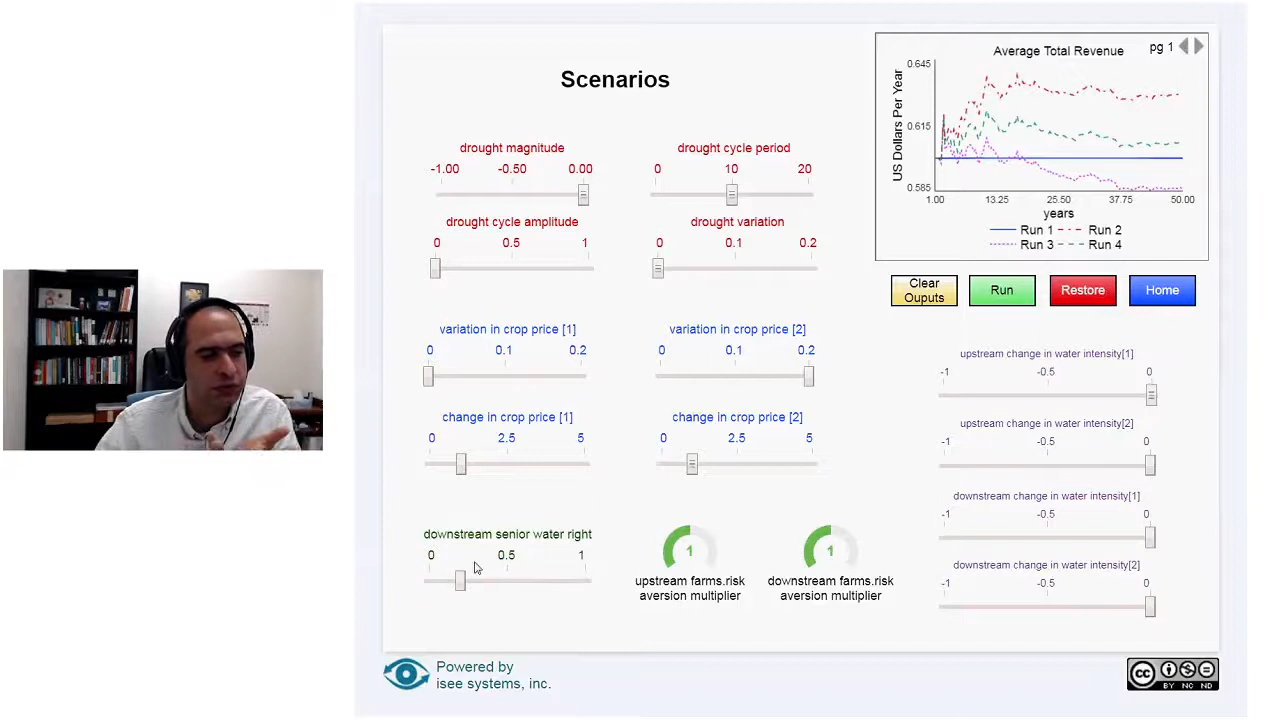 Scenarios
drought magnitude
-1.00 -0.50 0.00
drought cycle period
0 10 20
drought cycle amplitude
0 0.5 1
drought variation
0 0.1 0.2
variation in crop price [1]
0 0.1 0.2
variation in crop price [2]
0 0.1 0.2
change in crop price [1]
0 2.5 5
change in crop price [2]
0 2.5 5
downstream senior water right
0 0.5 1
1
upstream farms.risk
aversion multiplier
1
downstream farms.risk
aversion multiplier
Average Total Revenue
pg 1
US Dollars Per Year
0.645
0.615
0.585
1.00 13.25 25.50 37.75 50.00
years
Run 1 Run 2
Run 3 Run 4
Clear
Ouputs
Run
Restore
Home
upstream change in water intensity[1]
-1 -0.5 0
upstream change in water intensity[2]
-1 -0.5 0
downstream change in water intensity[1]
-1 -0.5 0
downstream change in water intensity[2]
-1 -0.5 0
Powered by
isee systems, inc.
cc
BY NC ND